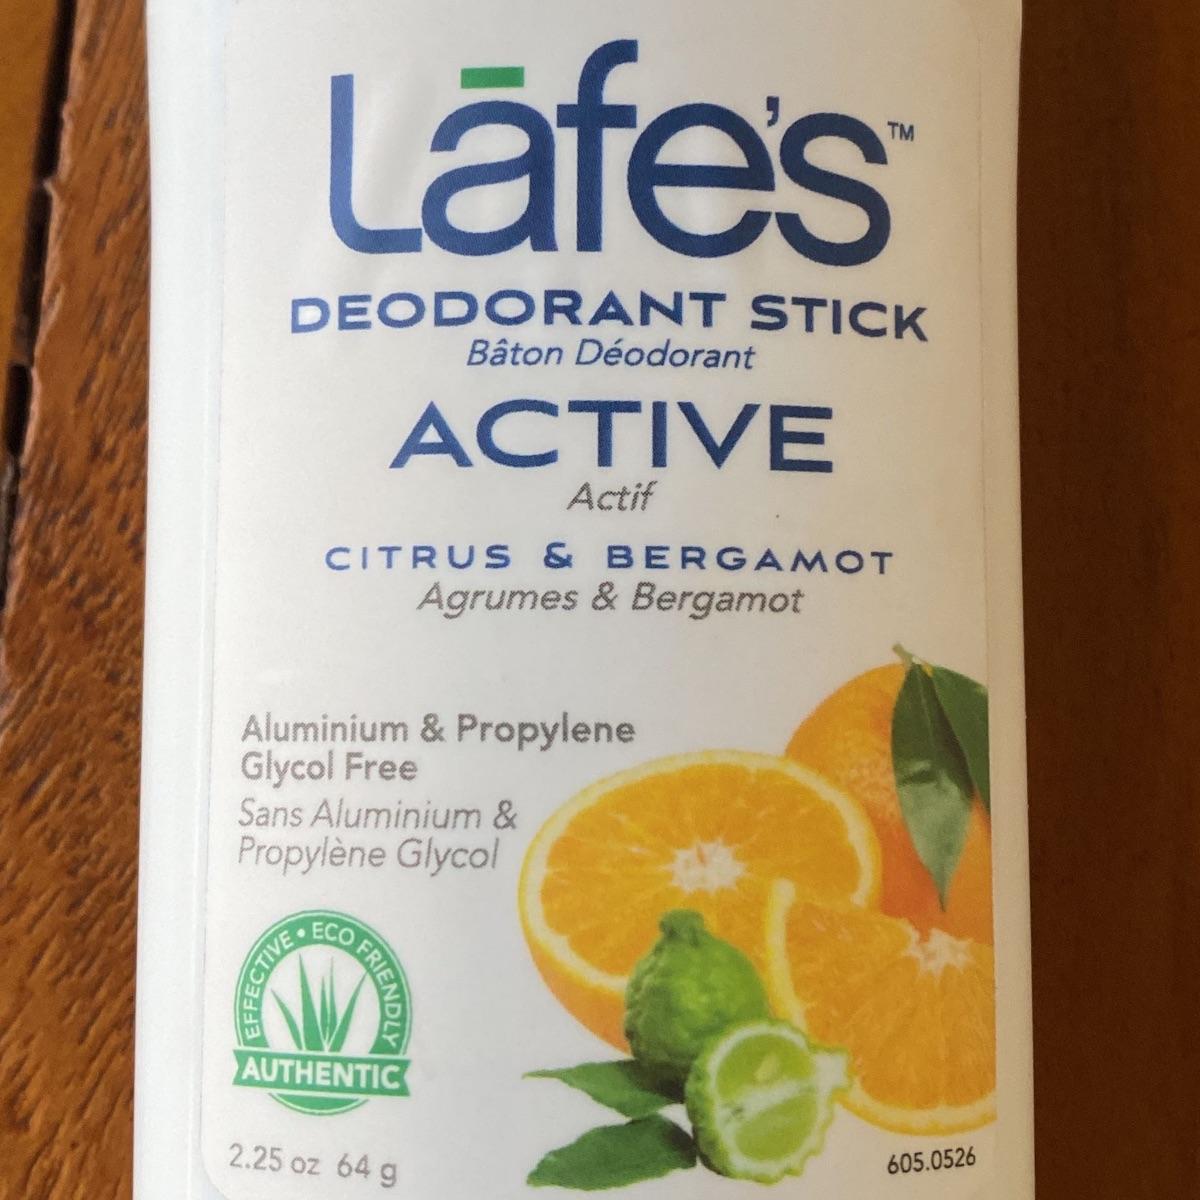 Lāfe's™
DEODORANT STICK
Bâton Déodorant
ACTIVE
Actif
CITRUS & BERGAMOT
Agrumes & Bergamot
Aluminium & Propylene
Glycol Free
Sans Aluminium &
Propylène Glycol
EFFECTIVE • ECO FRIENDLY
AUTHENTIC
2.25 oz 64 g
605.0526